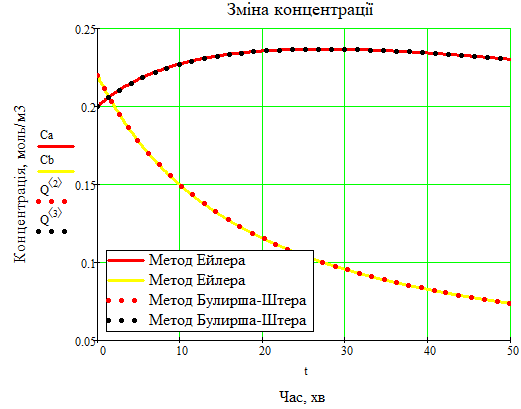 Зміна концентрації
0.25
0.2
0.15
0.1
0.05
Концентрація, моль/м3
Ca
Cb
Q⟨2⟩
Q⟨3⟩
Метод Ейлера
Метод Ейлера
Метод Булирша-Штера
Метод Булирша-Штера
0 10 20 30 40 50
t
Час, хв